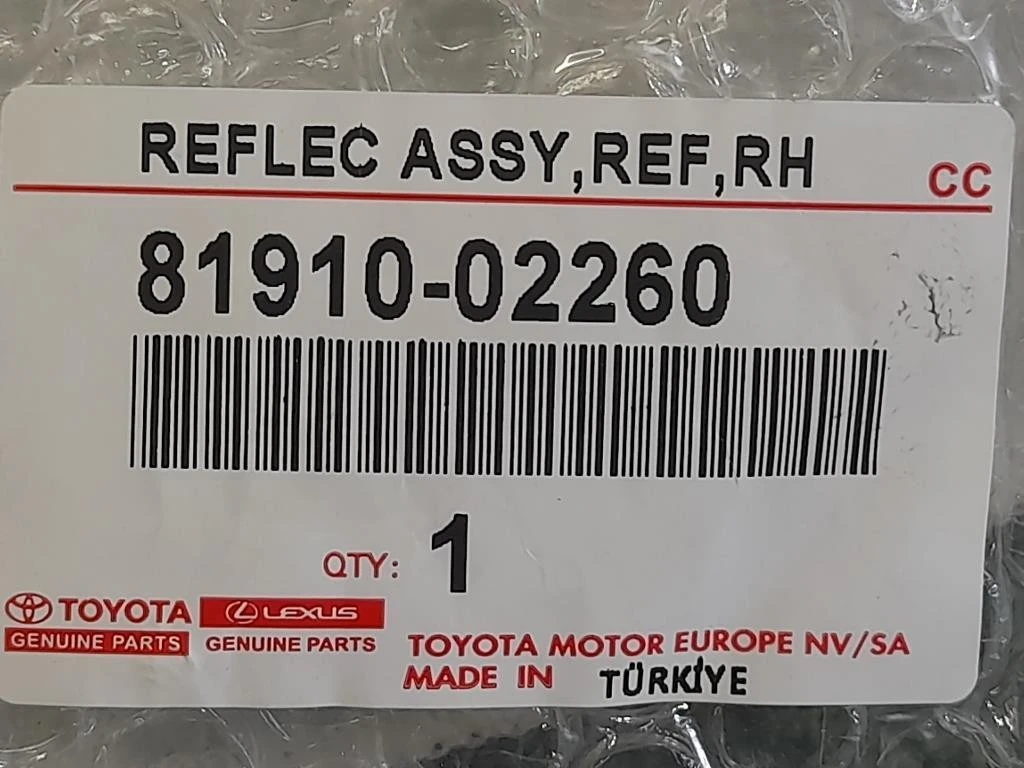 REFLEC ASSY,REF,RH
CC
81910-02260
QTY: 1
TOYOTA
GENUINE PARTS
LEXUS
GENUINE PARTS
TOYOTA MOTOR EUROPE NV/SA
MADE IN TÜRKİYE